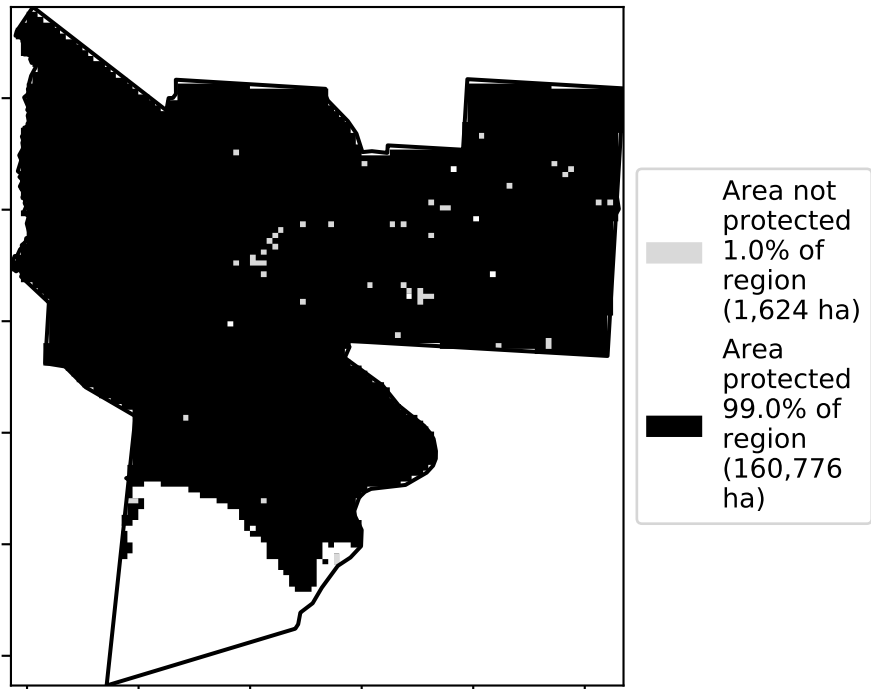 Area not
protected
1.0% of
region
(1,624 ha)
Area
protected
99.0% of
region
(160,776
ha)